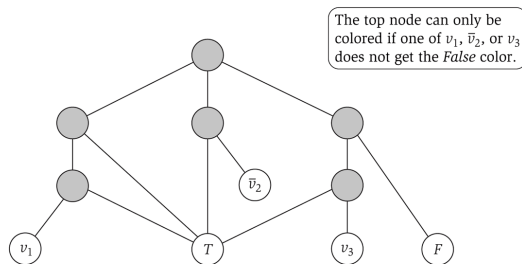 The top node can only be
colored if one of v₁, v̄₂, or v₃
does not get the False color.
v̄₂
v₁
T
v₃
F